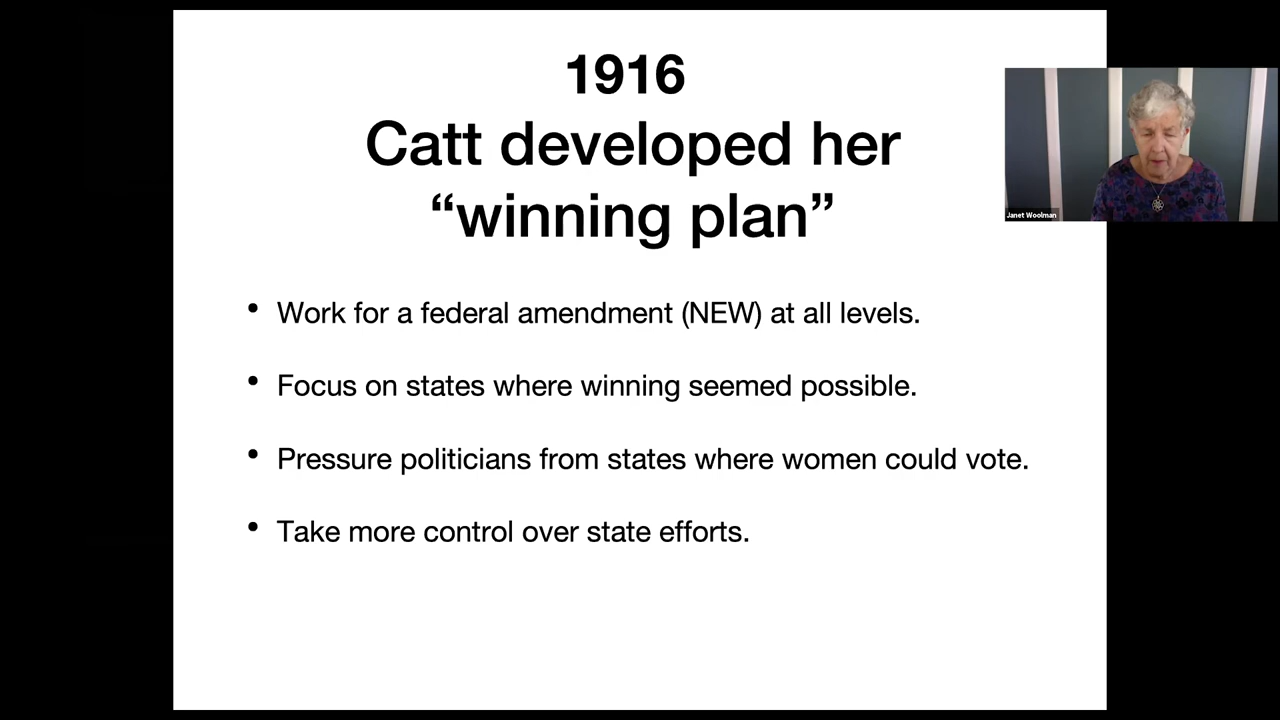 1916
Catt developed her
“winning plan”
• Work for a federal amendment (NEW) at all levels.
• Focus on states where winning seemed possible.
• Pressure politicians from states where women could vote.
• Take more control over state efforts.
Janet Woolman